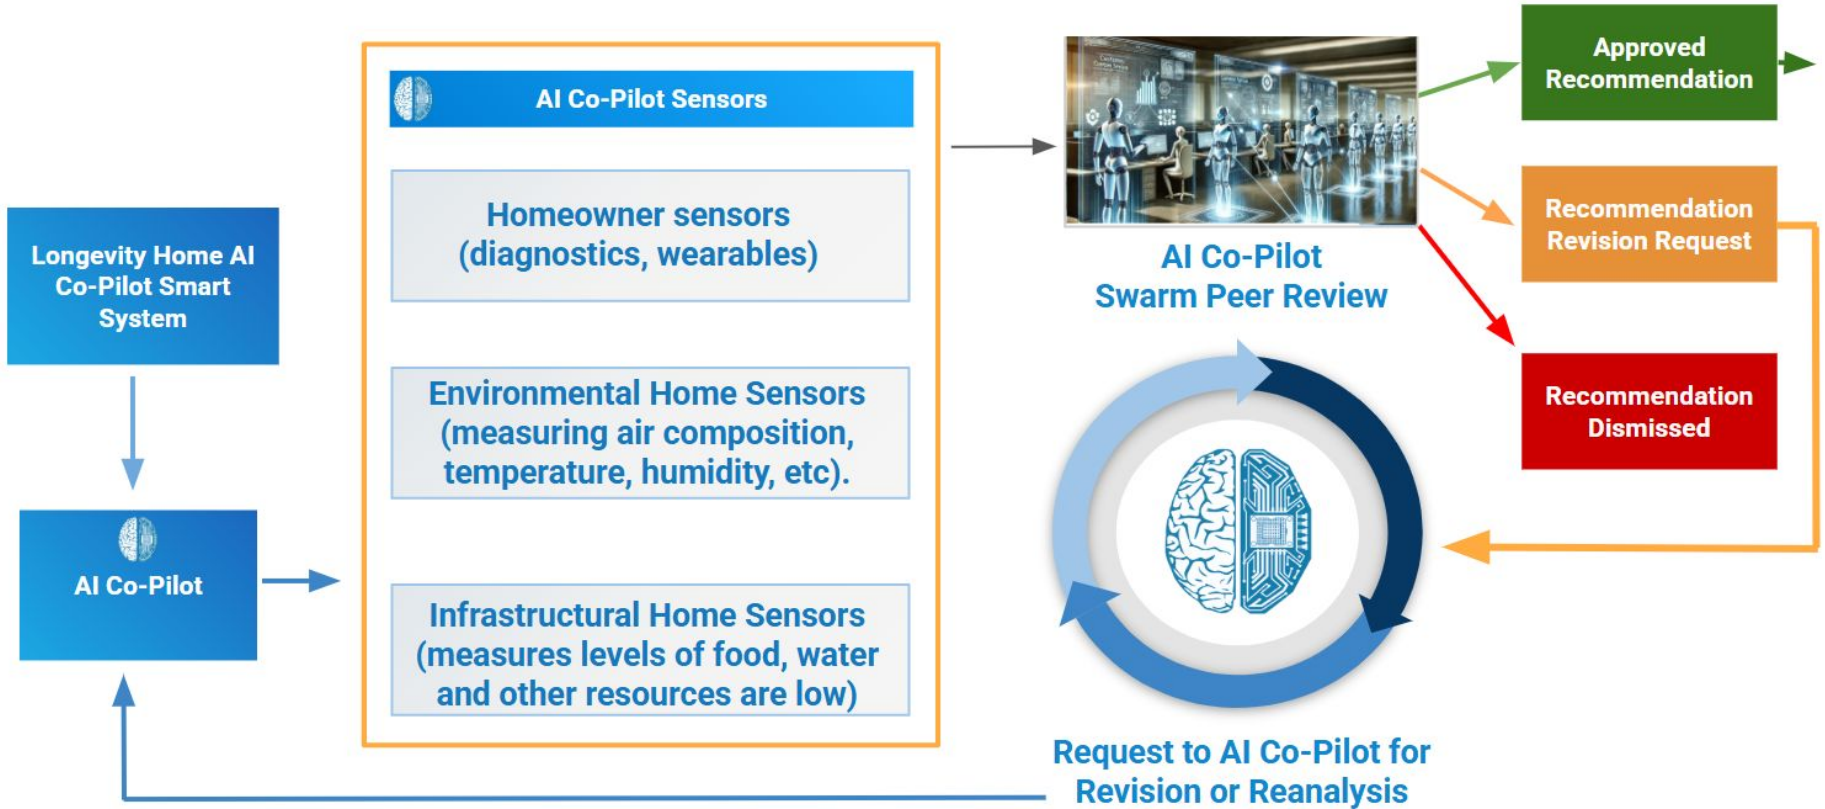 Longevity Home AI
Co-Pilot Smart
System
AI Co-Pilot
AI Co-Pilot Sensors
Homeowner sensors
(diagnostics, wearables)
Environmental Home Sensors
(measuring air composition,
temperature, humidity, etc).
Infrastructural Home Sensors
(measures levels of food, water
and other resources are low)
AI Co-Pilot
Swarm Peer Review
Request to AI Co-Pilot for
Revision or Reanalysis
Approved
Recommendation
Recommendation
Revision Request
Recommendation
Dismissed